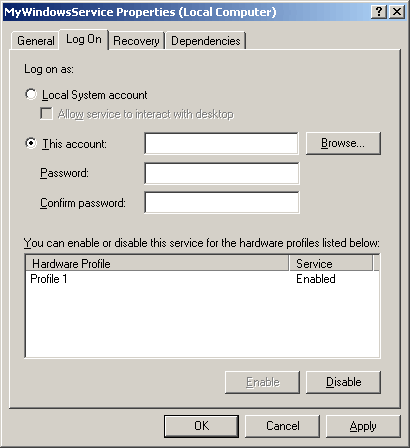 MyWindowsService Properties (Local Computer)
General Log On Recovery Dependencies
Log on as:
Local System account
Allow service to interact with desktop
This account: Browse...
Password:
Confirm password:
You can enable or disable this service for the hardware profiles listed below:
Hardware Profile Service
Profile 1 Enabled
Enable Disable
OK Cancel Apply